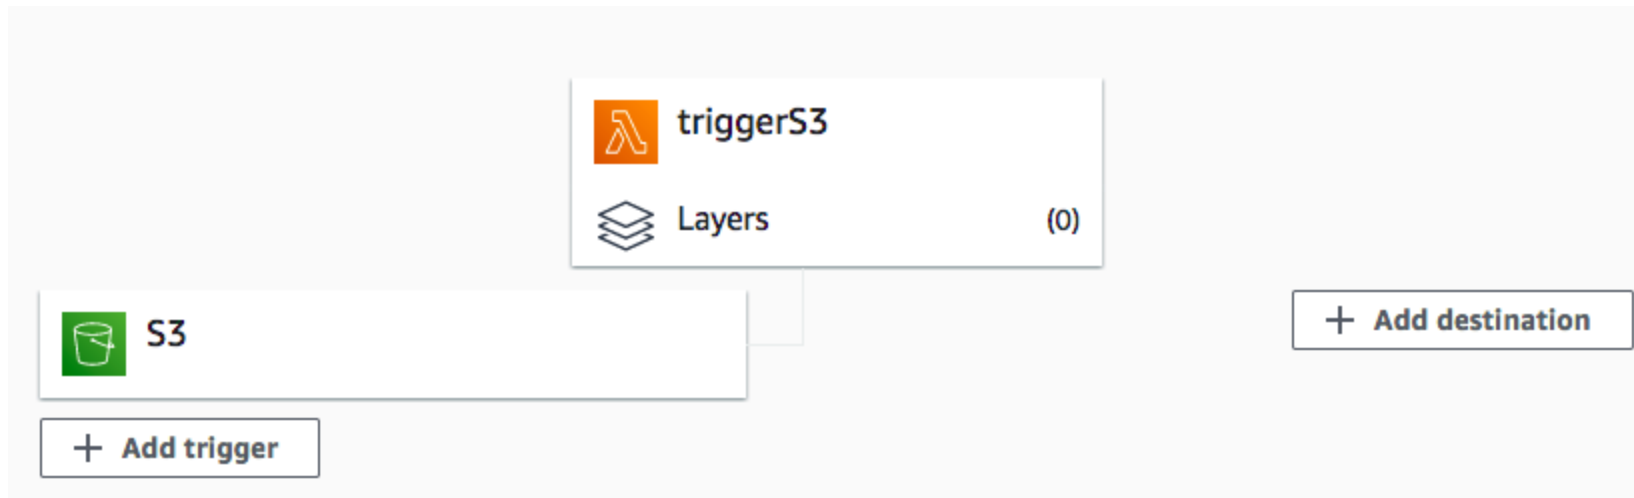 triggerS3
Layers (0)
S3
+ Add destination
+ Add trigger